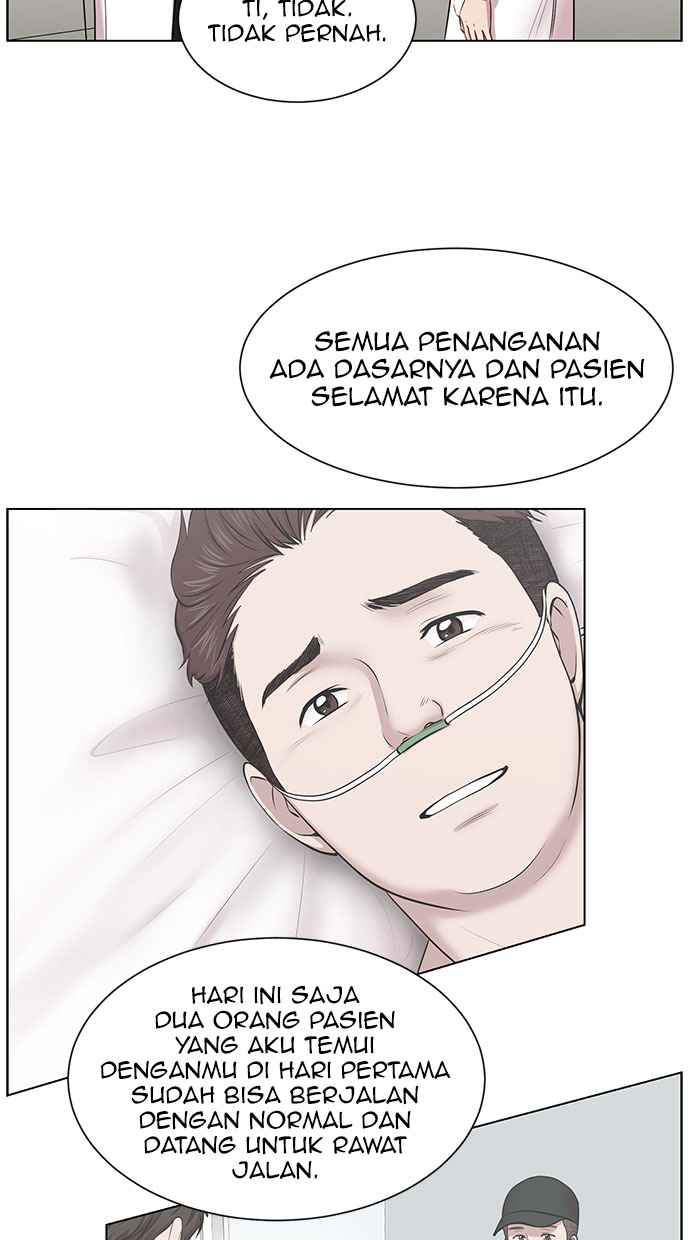 TI, TIDAK.
TIDAK PERNAH.
SEMUA PENANGANAN
ADA DASARNYA DAN PASIEN
SELAMAT KARENA ITU.
HARI INI SAJA
DUA ORANG PASIEN
YANG AKU TEMUI
DENGANMU DI HARI PERTAMA
SUDAH BISA BERJALAN
DENGAN NORMAL DAN
DATANG UNTUK RAWAT
JALAN.